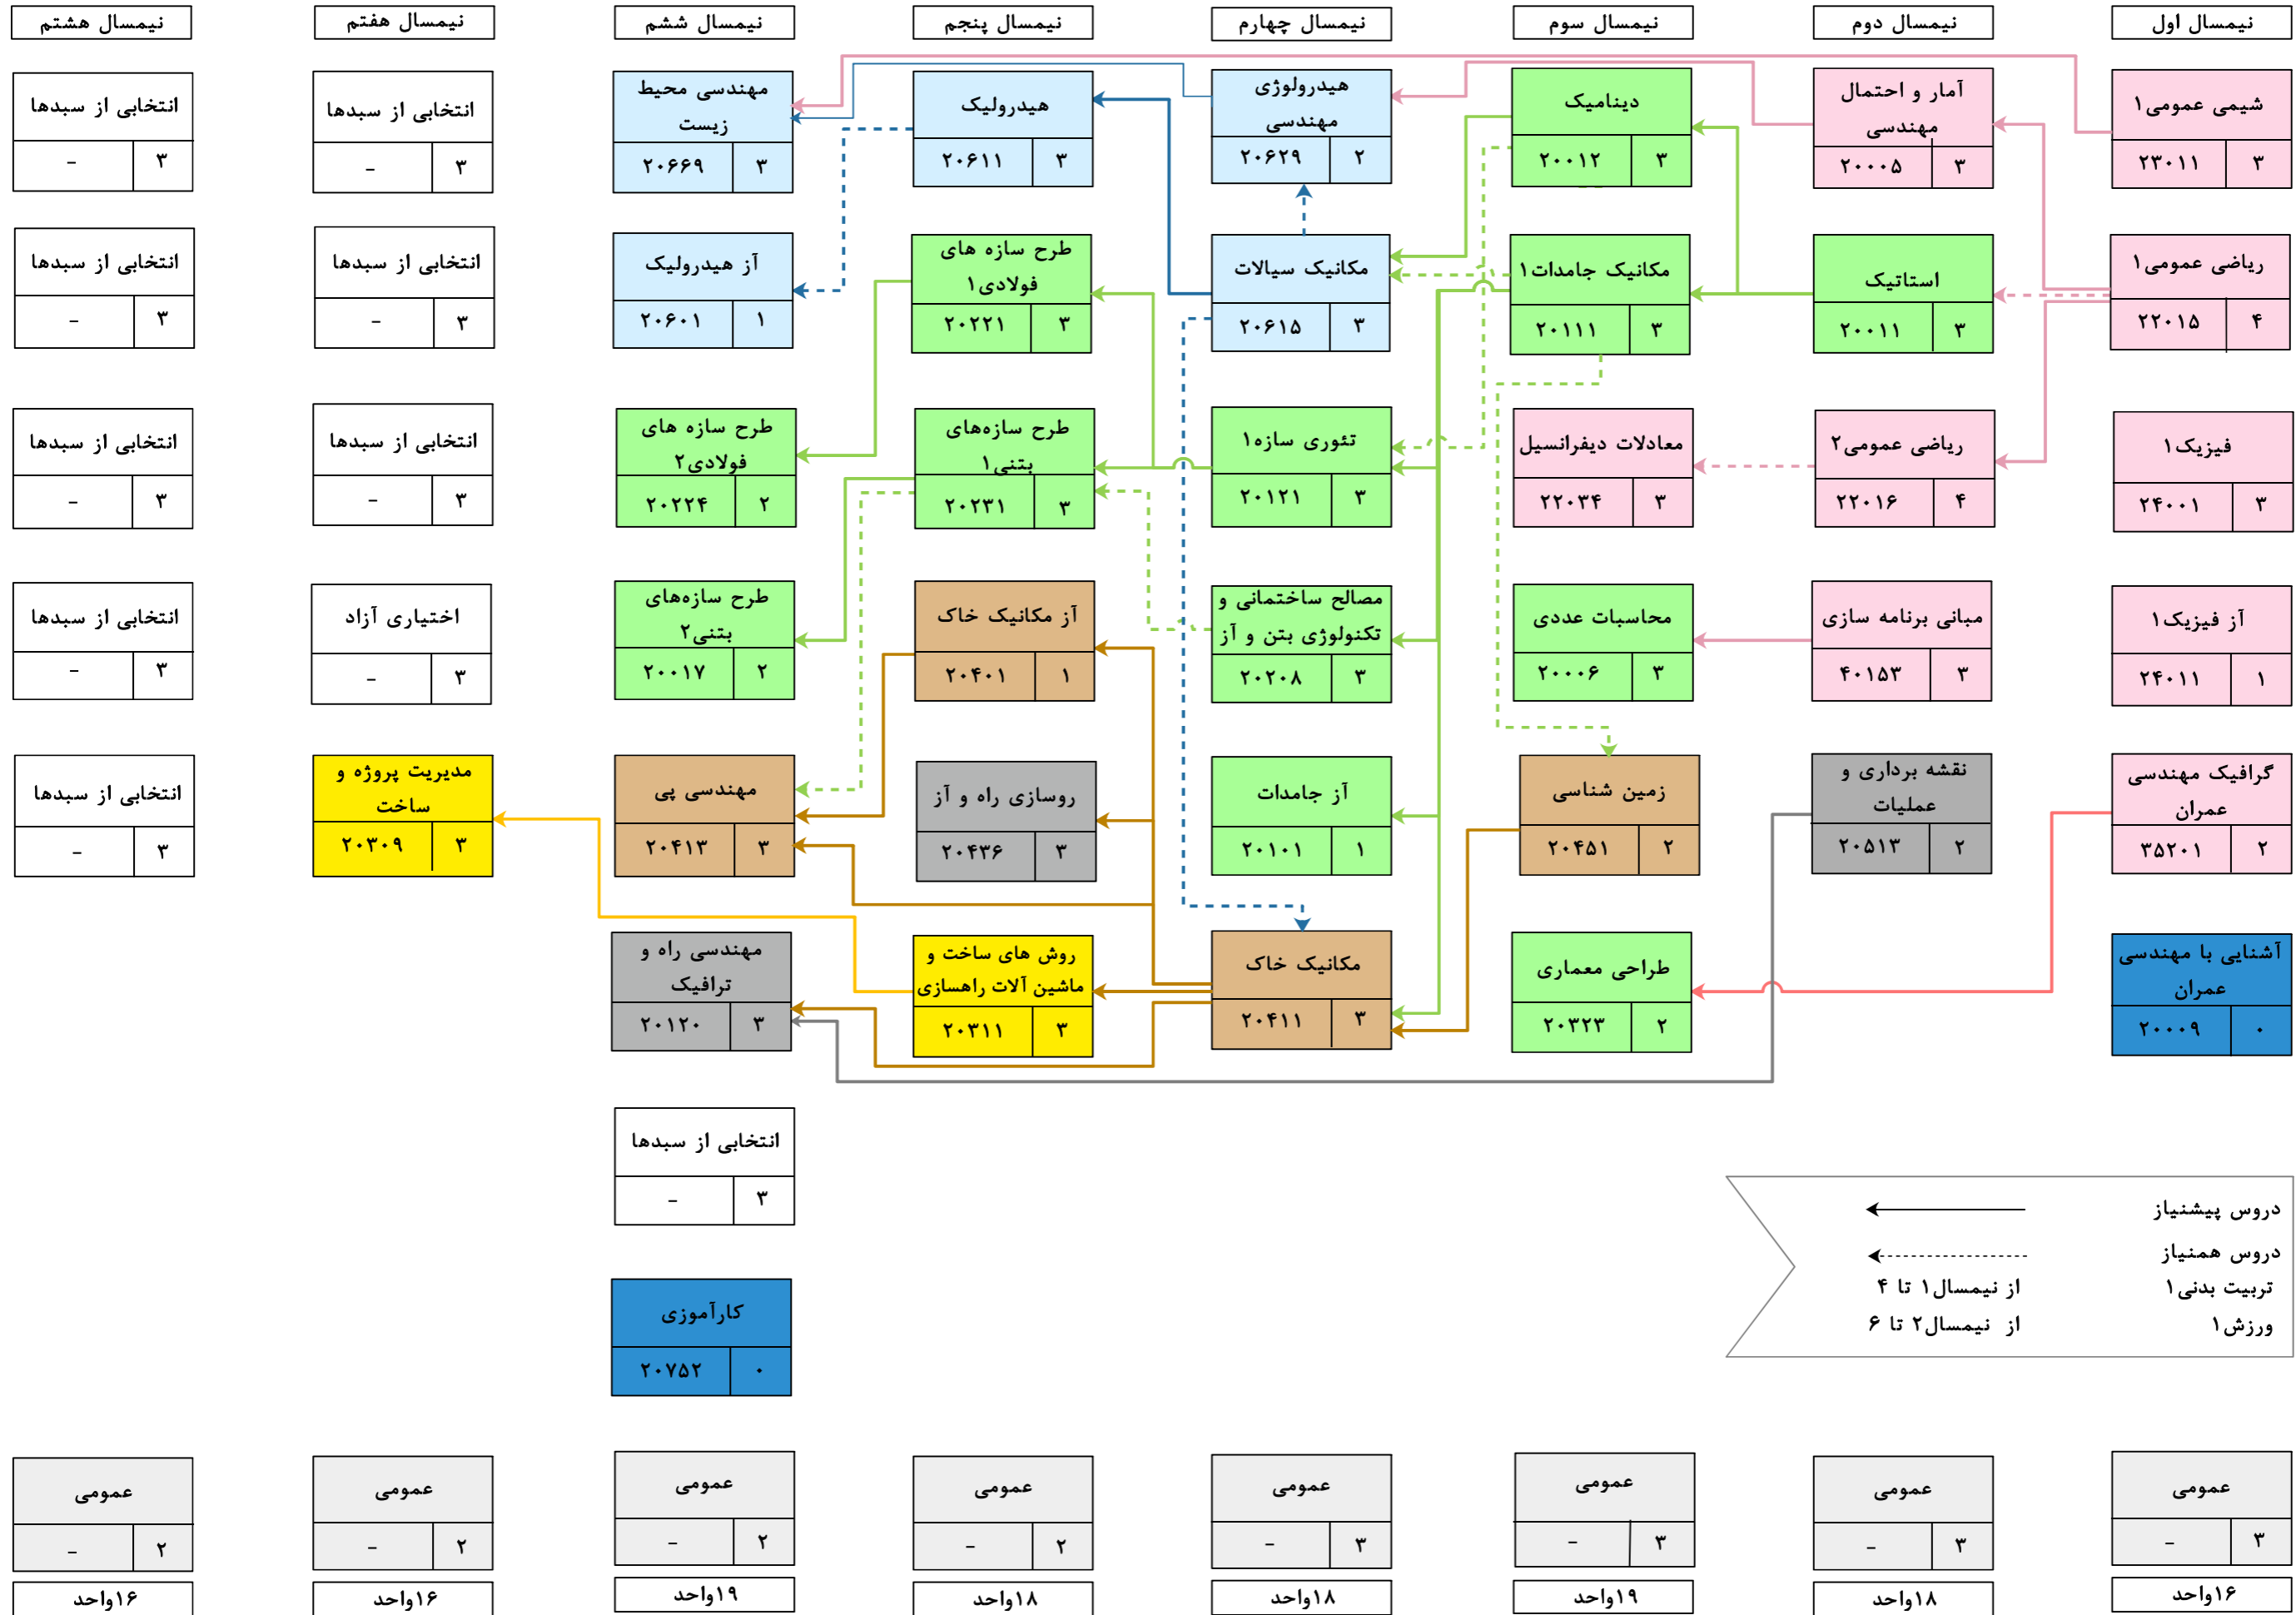 نیمسال اول
شیمی عمومی۱
۳
۲۳۰۱۱
ریاضی عمومی۱
۴
۲۲۰۱۵
فیزیک۱
۳
۲۴۰۰۱
آز فیزیک۱
۱
۲۴۰۱۱
گرافیک مهندسی
عمران
۲
۳۵۲۰۱
آشنایی با مهندسی
عمران
۰
۲۰۰۰۹
عمومی
۳
-
۱۶واحد
نیمسال دوم
آمار و احتمال
مهندسی
۳
۲۰۰۰۵
استاتیک
۳
۲۰۰۱۱
ریاضی عمومی۲
۴
۲۲۰۱۶
مبانی برنامه سازی
۳
۴۰۱۵۳
نقشه برداری و
عملیات
۲
۲۰۵۱۳
عمومی
۳
-
۱۸واحد
نیمسال سوم
دینامیک
۳
۲۰۰۱۲
مکانیک جامدات۱
۳
۲۰۱۱۱
معادلات دیفرانسیل
۳
۲۲۰۳۴
محاسبات عددی
۳
۲۰۰۰۶
زمین شناسی
۲
۲۰۴۵۱
طراحی معماری
۲
۲۰۳۲۳
عمومی
۳
-
۱۹واحد
نیمسال چهارم
هیدرولوژی
مهندسی
۲
۲۰۶۲۹
مکانیک سیالات
۳
۲۰۶۱۵
تئوری سازه۱
۳
۲۰۱۲۱
مصالح ساختمانی و
تکنولوژی بتن و آز
۳
۲۰۲۰۸
آز جامدات
۱
۲۰۱۰۱
مکانیک خاک
۳
۲۰۴۱۱
عمومی
۳
-
۱۸واحد
نیمسال پنجم
هیدرولیک
۳
۲۰۶۱۱
طرح سازه های
فولادی۱
۳
۲۰۲۲۱
طرح سازه‌های
بتنی۱
۳
۲۰۲۳۱
آز مکانیک خاک
۱
۲۰۴۰۱
روسازی راه و آز
۳
۲۰۴۳۶
روش های ساخت و
ماشین آلات راهسازی
۳
۲۰۳۱۱
عمومی
۲
-
۱۸واحد
نیمسال ششم
مهندسی محیط
زیست
۳
۲۰۶۶۹
آز هیدرولیک
۱
۲۰۶۰۱
طرح سازه های
فولادی۲
۲
۲۰۲۲۴
طرح سازه‌های
بتنی۲
۲
۲۰۰۱۷
مهندسی پی
۳
۲۰۴۱۳
مهندسی راه و
ترافیک
۳
۲۰۱۲۰
انتخابی از سبدها
۳
-
کارآموزی
۰
۲۰۷۵۲
عمومی
۲
-
۱۹واحد
نیمسال هفتم
انتخابی از سبدها
۳
-
انتخابی از سبدها
۳
-
انتخابی از سبدها
۳
-
اختیاری آزاد
۳
-
مدیریت پروژه و
ساخت
۳
۲۰۳۰۹
عمومی
۲
-
۱۶واحد
نیمسال هشتم
انتخابی از سبدها
۳
-
انتخابی از سبدها
۳
-
انتخابی از سبدها
۳
-
انتخابی از سبدها
۳
-
انتخابی از سبدها
۳
-
عمومی
۲
-
۱۶واحد
دروس پیشنیاز
دروس همنیاز
تربیت بدنی۱ از نیمسال۱ تا ۴
ورزش۱ از نیمسال۲ تا ۶